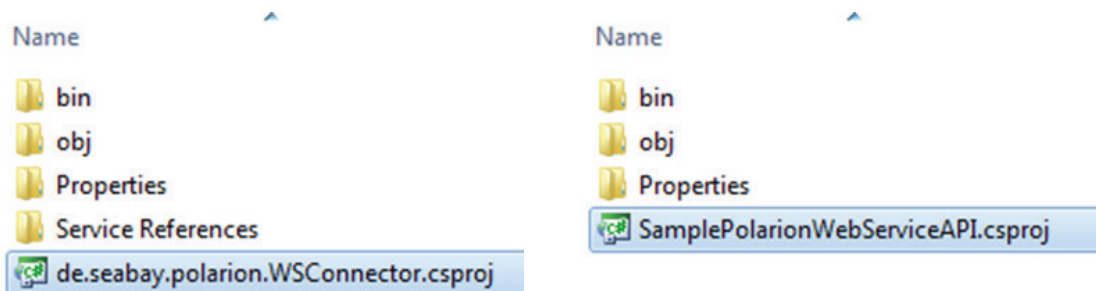 Name
bin
obj
Properties
Service References
de.seabay.polarion.WSConnector.csproj
Name
bin
obj
Properties
SamplePolarionWebServiceAPI.csproj